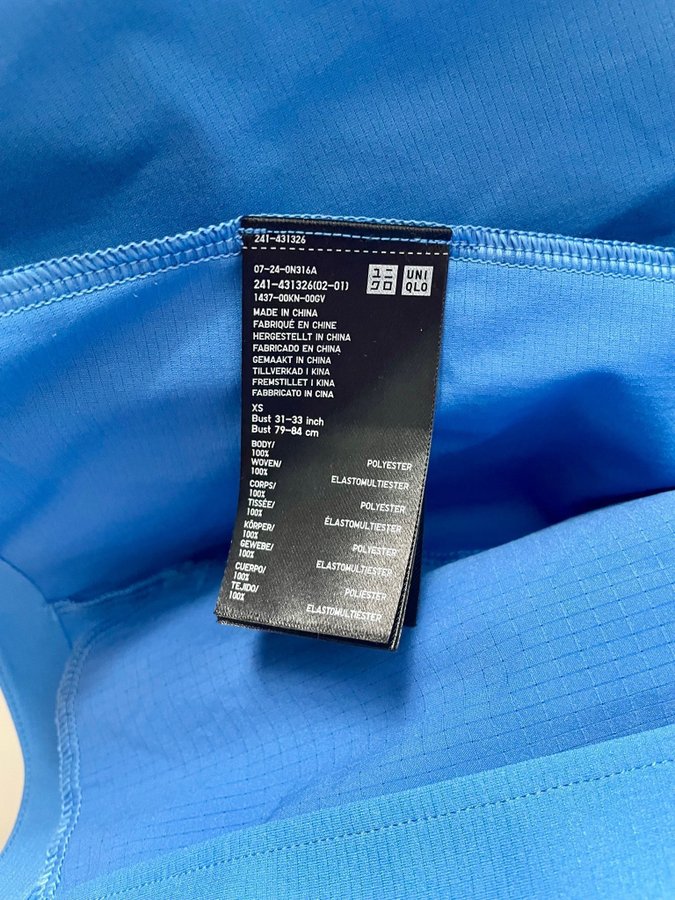 241-431326
07-24-0N316A
241-431326(02-01)
1437-00KN-00GV
ユニ
クロ
UNI
QLO
MADE IN CHINA
FABRIQUÉ EN CHINE
HERGESTELLT IN CHINA
FABRICADO EN CHINA
GEMAAKT IN CHINA
TILLVERKAD I KINA
FREMSTILLET I KINA
FABBRICATO IN CINA
XS
Bust 31-33 inch
Bust 79-84 cm
BODY/
100% POLYESTER
WOVEN/
100% ELASTOMULTIESTER
CORPS/
100% POLYESTER
TISSÉE/
100% ÉLASTOMULTIESTER
KÖRPER/
100% POLYESTER
GEWEBE/
100% ELASTOMULTIESTER
CUERPO/
100% POLIÉSTER
TEJIDO/
100% ELASTOMULTIÉSTER